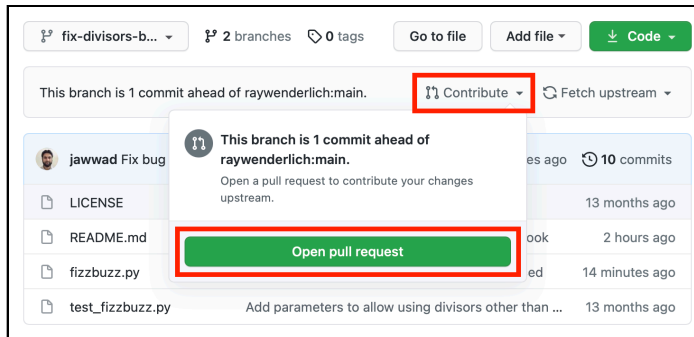 fix-divisors-b... 2 branches 0 tags Go to file Add file Code
This branch is 1 commit ahead of raywenderlich:main. Contribute Fetch upstream
This branch is 1 commit ahead of
raywenderlich:main.
Open a pull request to contribute your changes
upstream.
Open pull request
jawwad Fix bug es ago 10 commits
LICENSE 13 months ago
README.md ook 2 hours ago
fizzbuzz.py ed 14 minutes ago
test_fizzbuzz.py Add parameters to allow using divisors other than ... 13 months ago